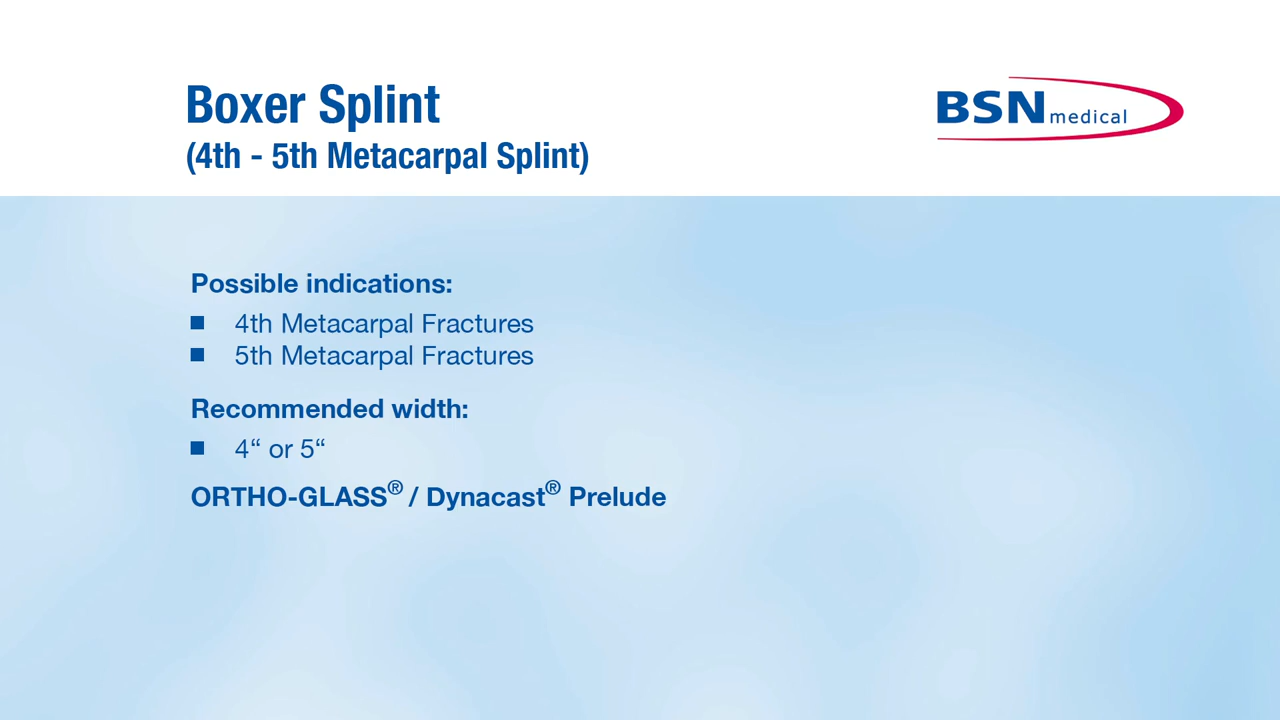 Boxer Splint
(4th - 5th Metacarpal Splint)
BSN medical
Possible indications:
■ 4th Metacarpal Fractures
■ 5th Metacarpal Fractures
Recommended width:
■ 4“ or 5“
ORTHO-GLASS® / Dynacast® Prelude